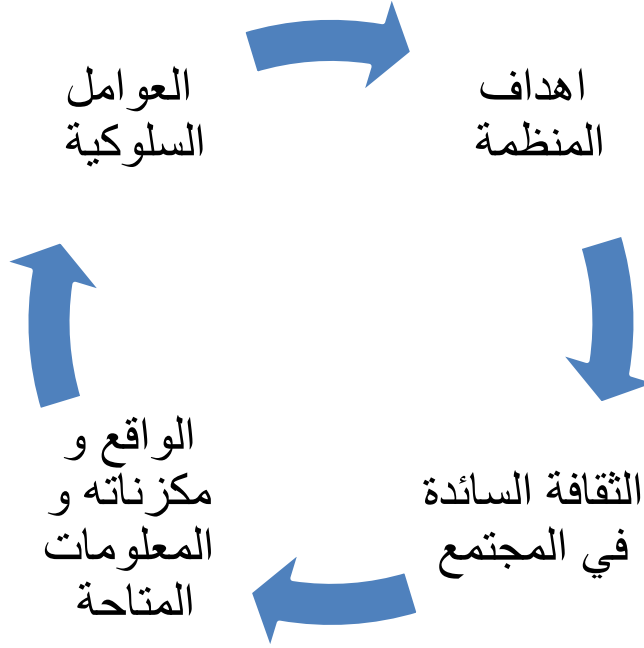 اهداف
المنظمة
الثقافة السائدة
في المجتمع
الواقع و
مكزناته و
المعلومات
المتاحة
العوامل
السلوكية